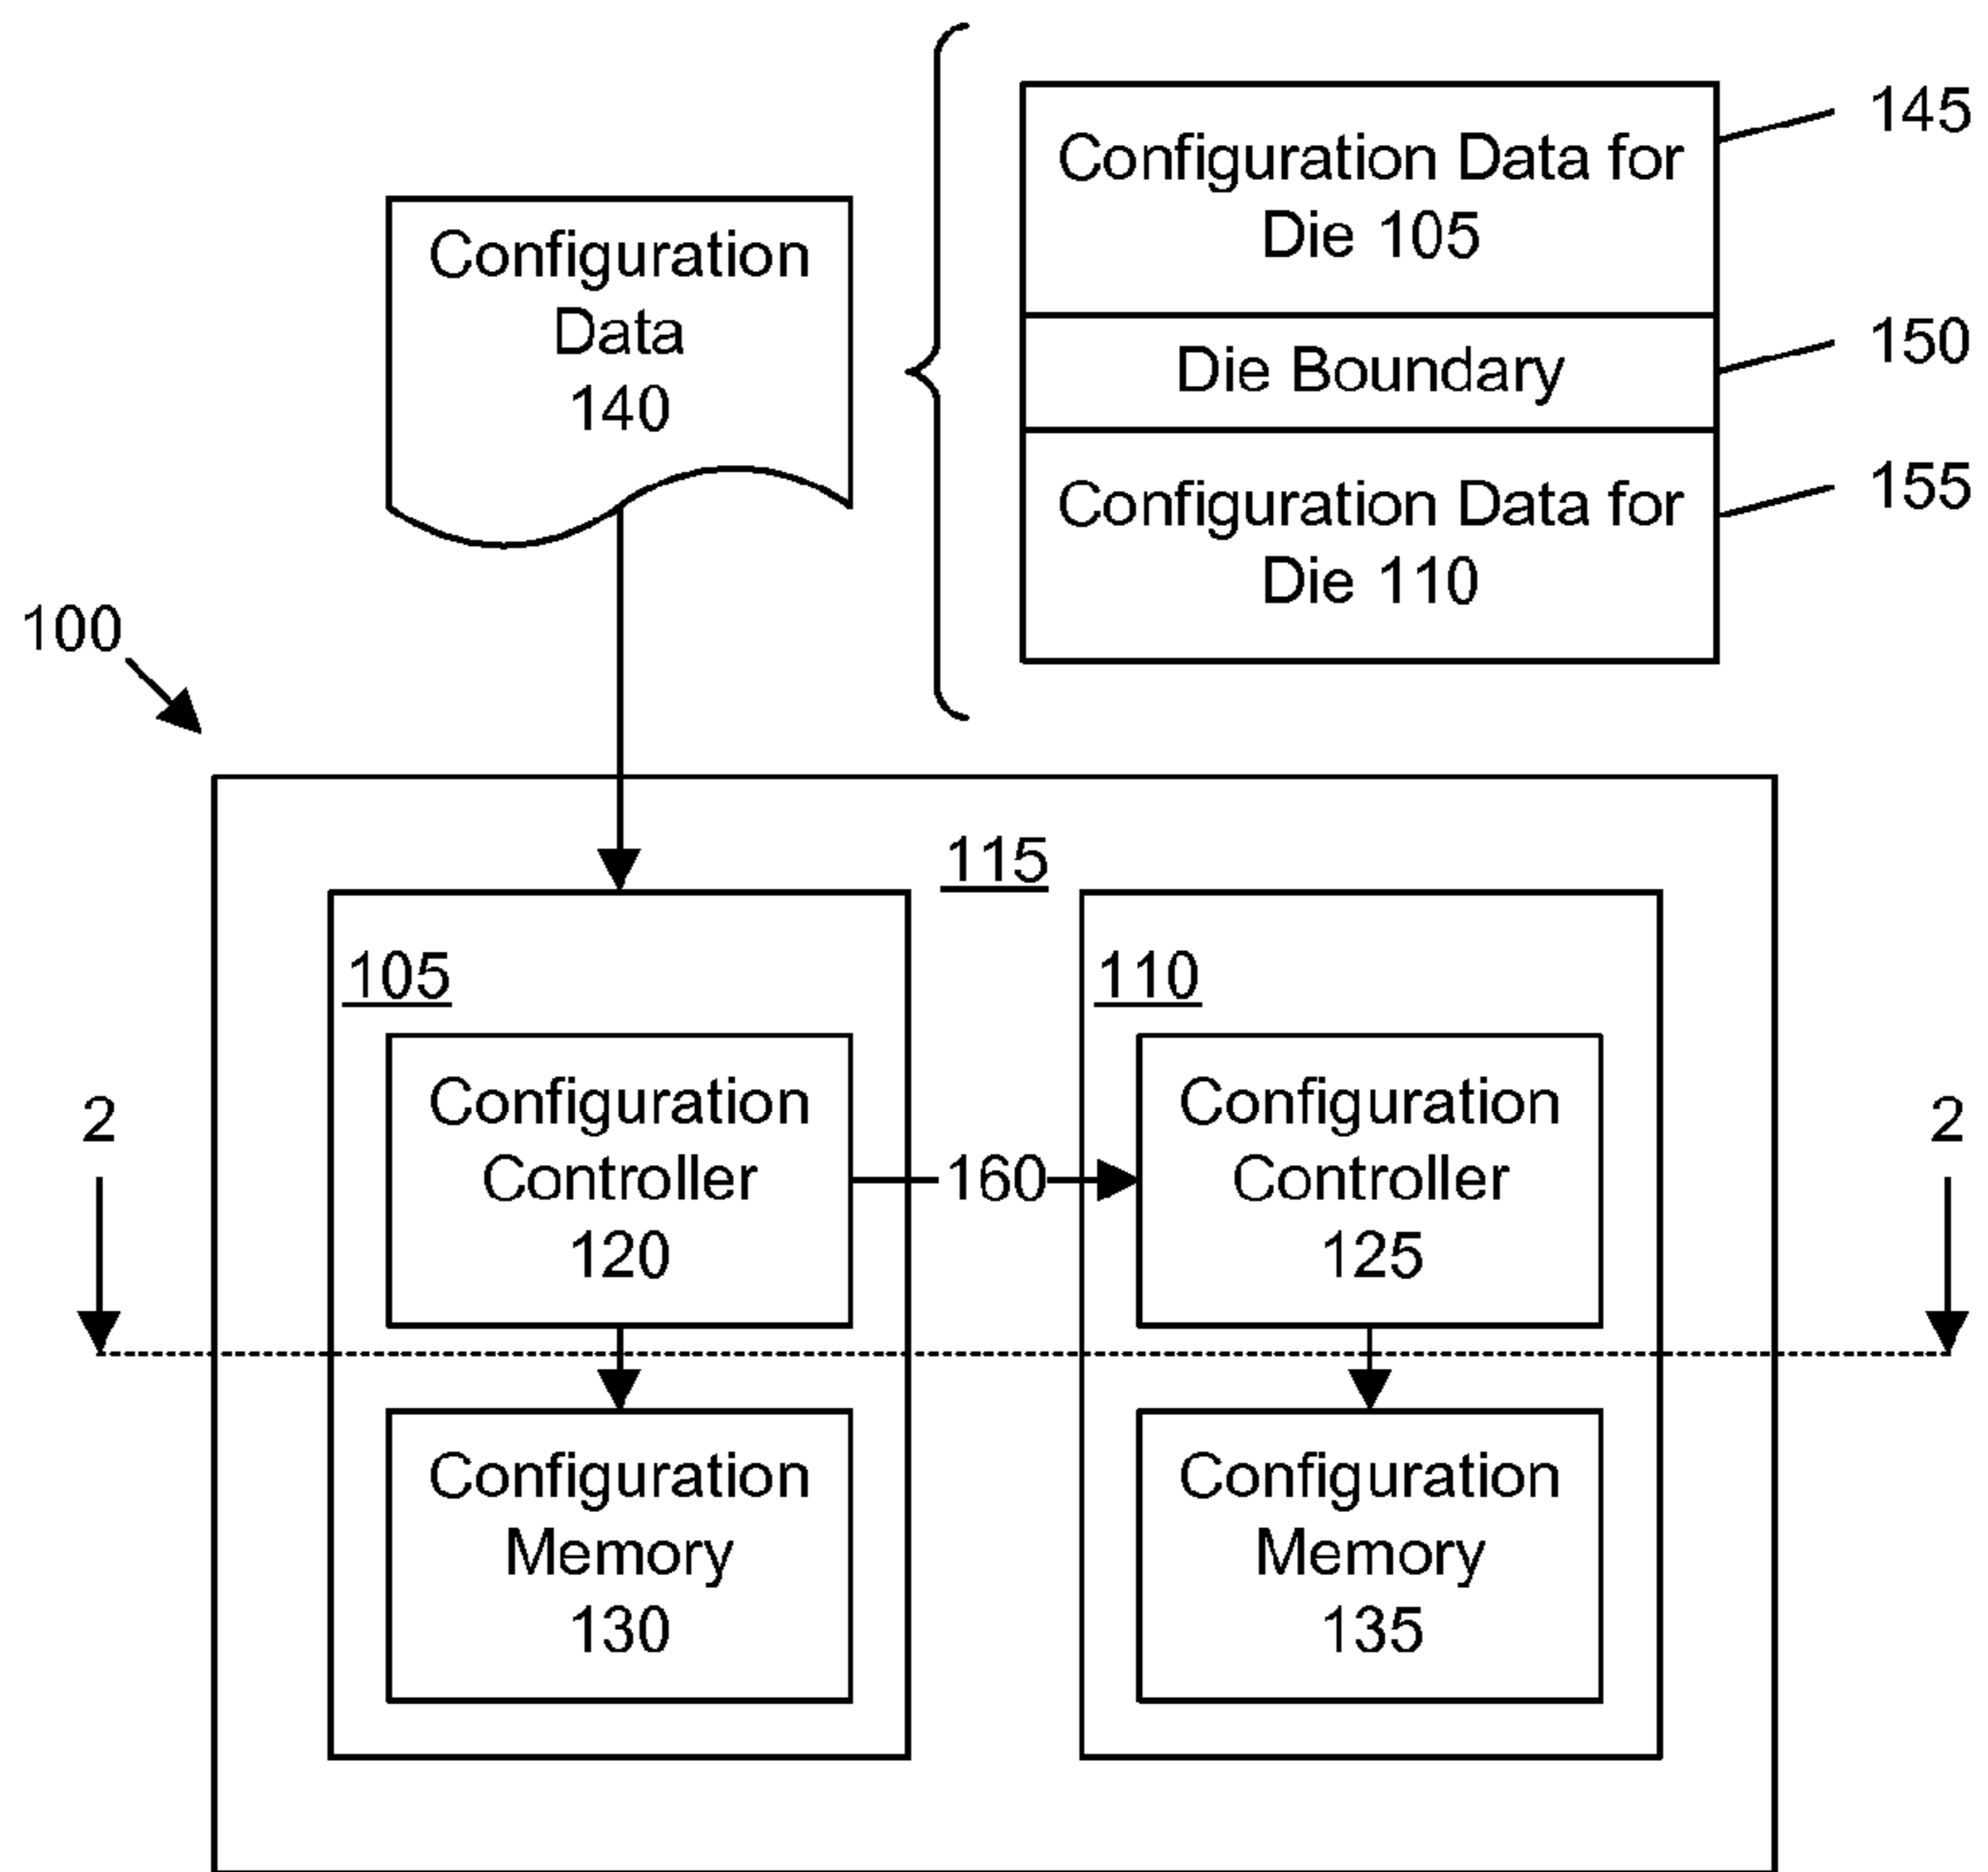 Configuration
Data
140
Configuration Data for
Die 105
145
Die Boundary
150
Configuration Data for
Die 110
155
100
115
105
110
Configuration
Controller
120
160
Configuration
Controller
125
2
2
Configuration
Memory
130
Configuration
Memory
135